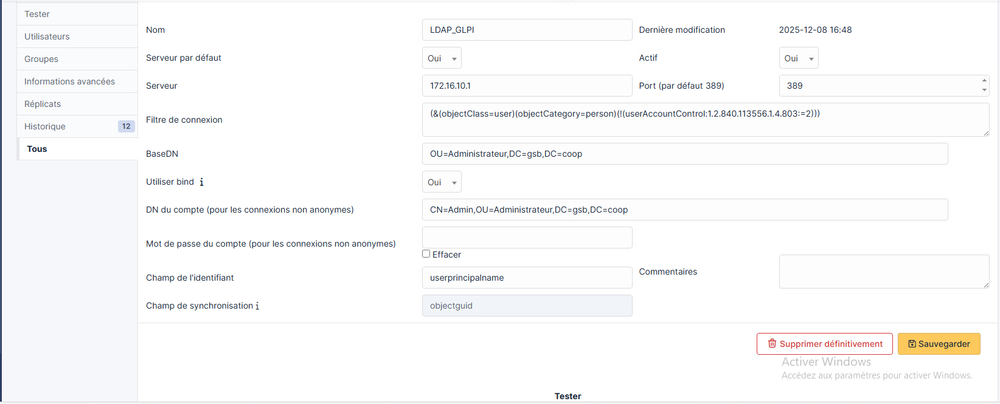 Tester
Utilisateurs
Groupes
Informations avancées
Réplicats
Historique 12
Tous
Nom LDAP_GLPI Dernière modification 2025-12-08 16:48
Serveur par défaut Oui Actif Oui
Serveur 172.16.10.1 Port (par défaut 389) 389
Filtre de connexion (&(objectClass=user)(objectCategory=person)(!(userAccountControl:1.2.840.113556.1.4.803:=2)))
BaseDN OU=Administrateur,DC=gsb,DC=coop
Utiliser bind i Oui
DN du compte (pour les connexions non anonymes) CN=Admin,OU=Administrateur,DC=gsb,DC=coop
Mot de passe du compte (pour les connexions non anonymes)
Effacer
Commentaires
Champ de l'identifiant userprincipalname
Champ de synchronisation i objectguid
Supprimer définitivement Sauvegarder
Activer Windows
Accédez aux paramètres pour activer Windows.
Tester